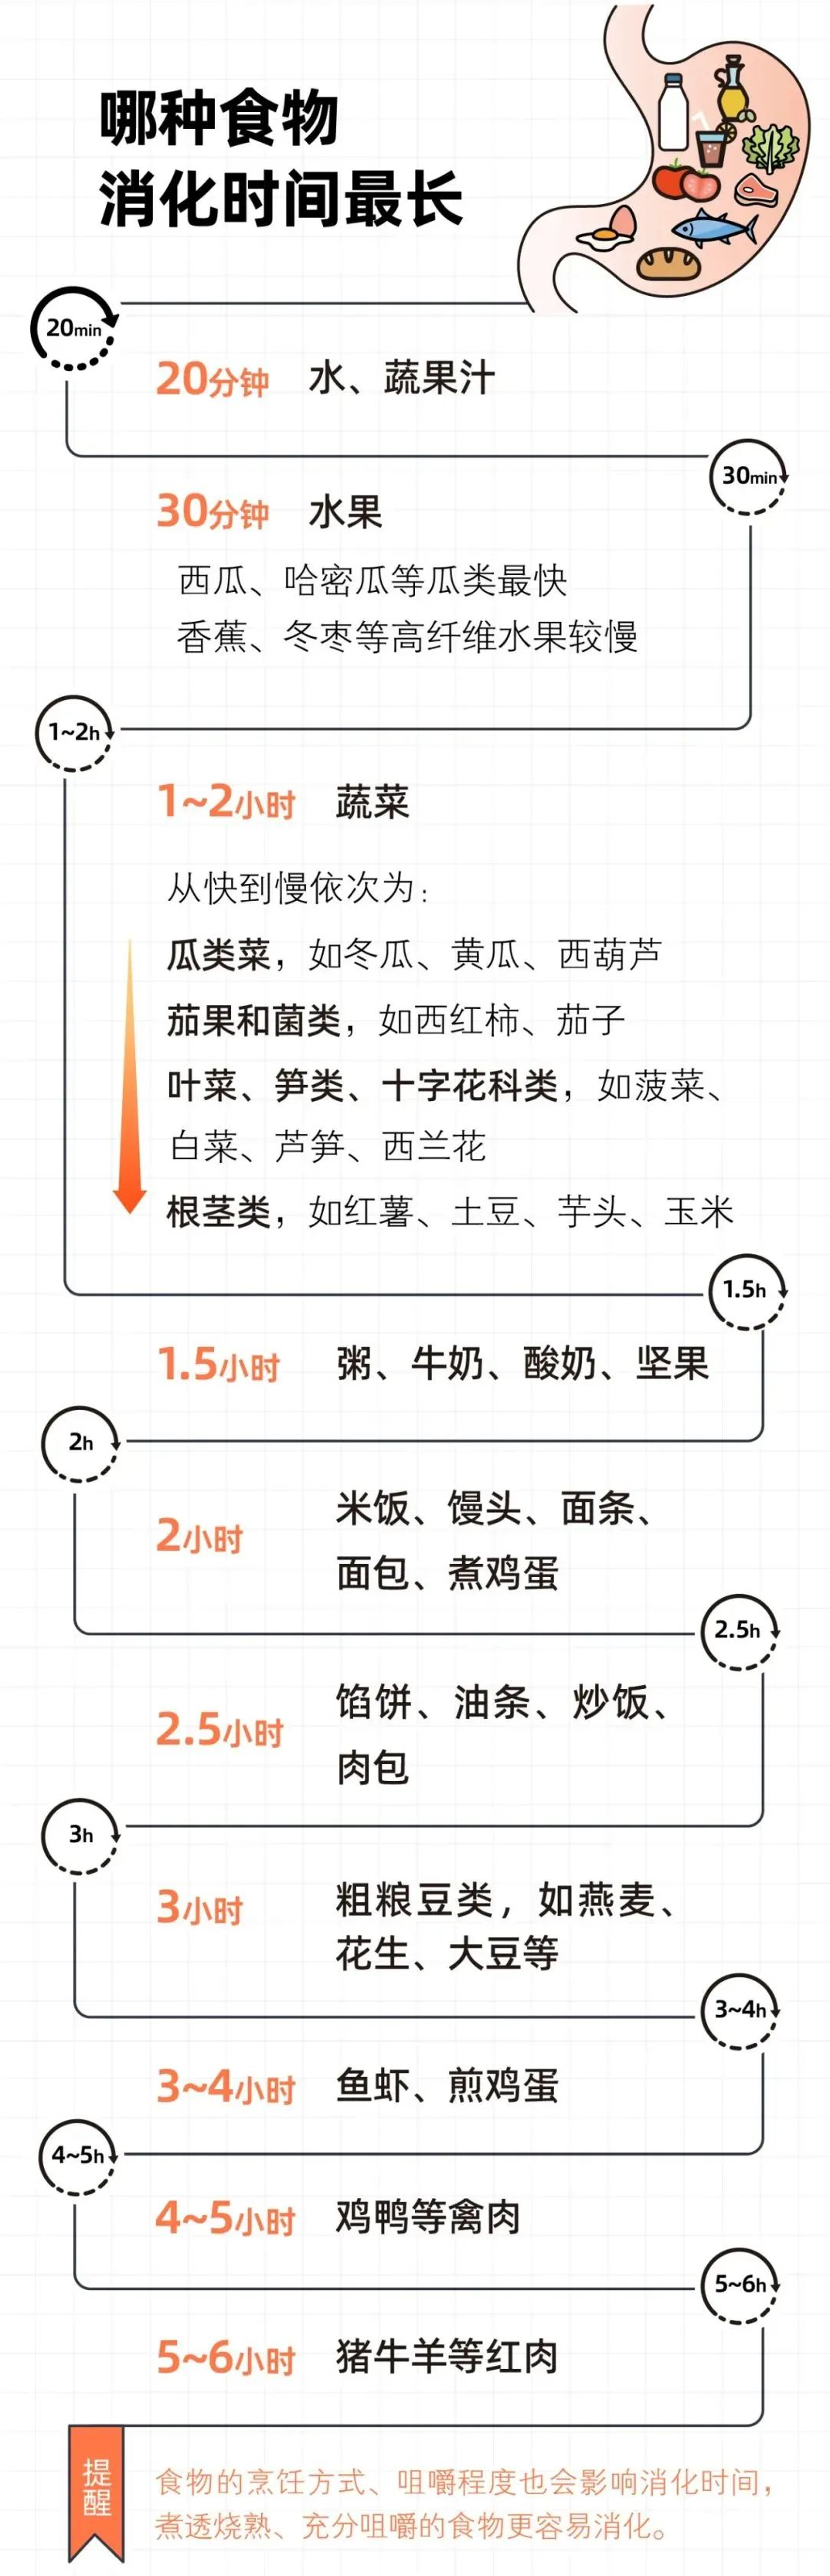 哪种食物
消化时间最长
20min
20分钟 水、蔬果汁
30min
30分钟 水果
西瓜、哈密瓜等瓜类最快
香蕉、冬枣等高纤维水果较慢
1~2h
1~2小时 蔬菜
从快到慢依次为：
瓜类菜，如冬瓜、黄瓜、西葫芦
茄果和菌类，如西红柿、茄子
叶菜、笋类、十字花科类，如菠菜、
白菜、芦笋、西兰花
根茎类，如红薯、土豆、芋头、玉米
1.5h
1.5小时 粥、牛奶、酸奶、坚果
2h
2小时 米饭、馒头、面条、
面包、煮鸡蛋
2.5h
2.5小时 馅饼、油条、炒饭、
肉包
3h
3小时 粗粮豆类，如燕麦、
花生、大豆等
3~4h
3~4小时 鱼虾、煎鸡蛋
4~5h
4~5小时 鸡鸭等禽肉
5~6h
5~6小时 猪牛羊等红肉
提醒
食物的烹饪方式、咀嚼程度也会影响消化时间，
煮透烧熟、充分咀嚼的食物更容易消化。